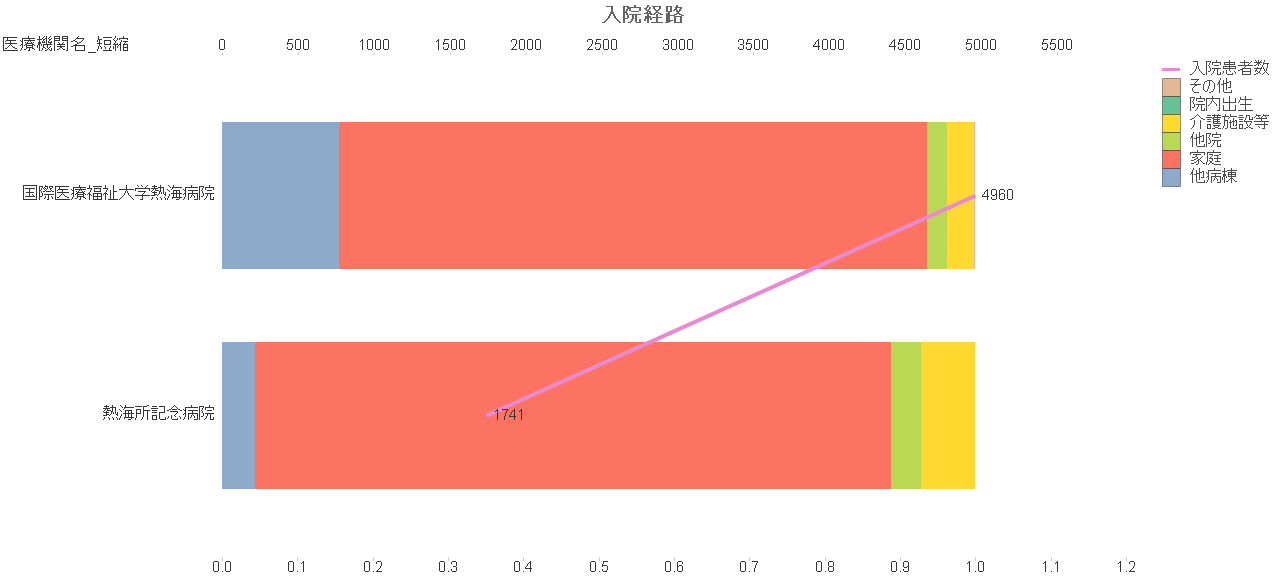 入院経路
医療機関名_短縮
0 500 1000 1500 2000 2500 3000 3500 4000 4500 5000 5500
入院患者数
その他
院内出生
介護施設等
他院
家庭
他病棟
国際医療福祉大学熱海病院
4960
熱海所記念病院
1741
0.0 0.1 0.2 0.3 0.4 0.5 0.6 0.7 0.8 0.9 1.0 1.1 1.2